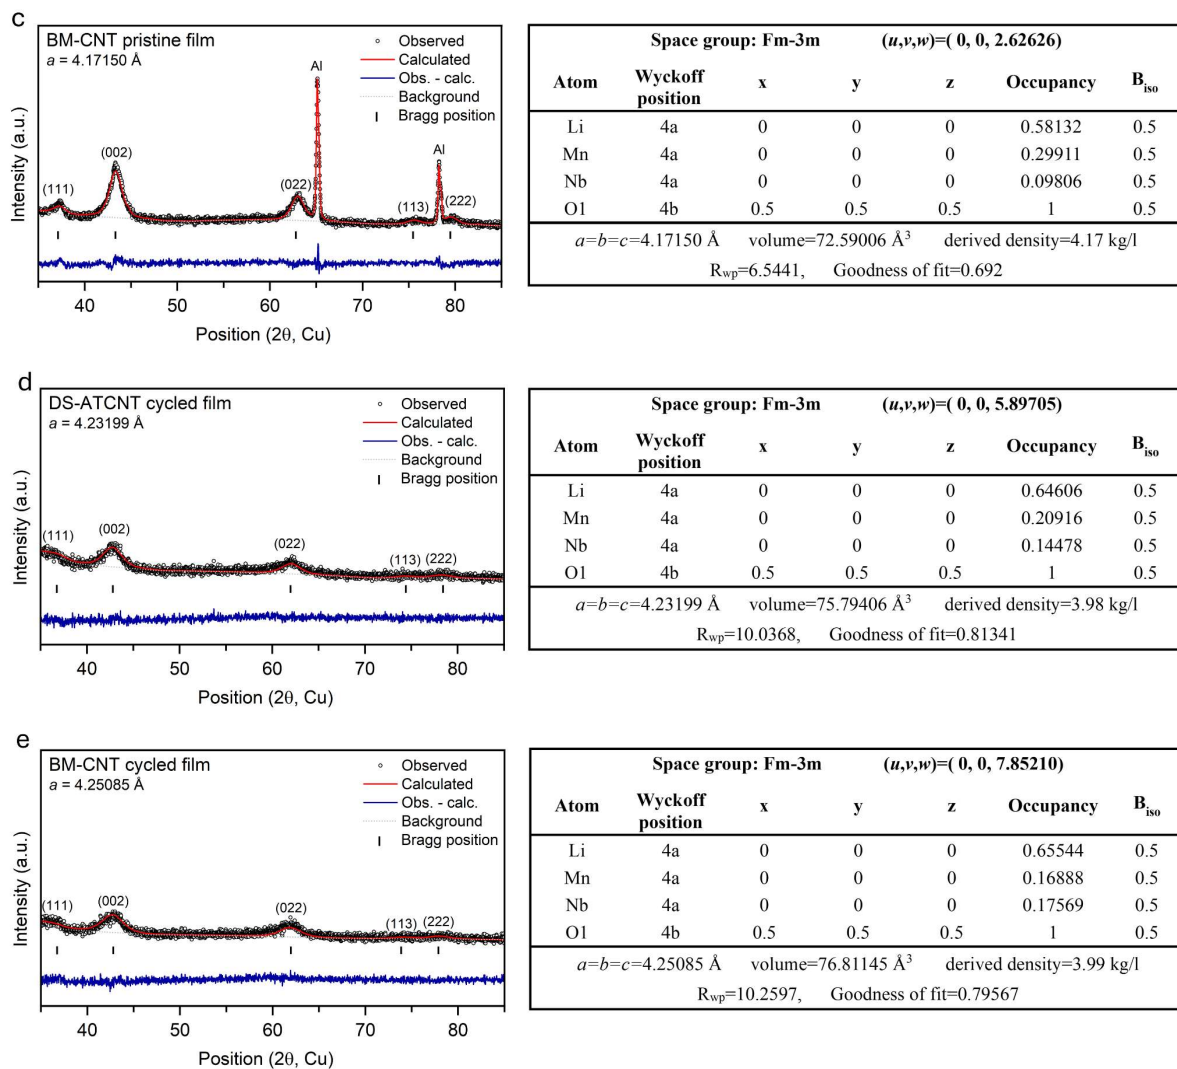 c
BM-CNT pristine film
a = 4.17150 Å
Observed
Calculated
Obs. - calc.
Background
Bragg position
Al
Al
(111)
(002)
(022)
(113)
(222)
Intensity (a.u.)
40 50 60 70 80
Position (2θ, Cu)
Space group: Fm-3m (u,v,w)=( 0, 0, 2.62626)
Atom Wyckoff position x y z Occupancy Biso
Li 4a 0 0 0 0.58132 0.5
Mn 4a 0 0 0 0.29911 0.5
Nb 4a 0 0 0 0.09806 0.5
O1 4b 0.5 0.5 0.5 1 0.5
a=b=c=4.17150 Å volume=72.59006 Å3 derived density=4.17 kg/l
Rwp=6.5441, Goodness of fit=0.692
d
DS-ATCNT cycled film
a = 4.23199 Å
Observed
Calculated
Obs. - calc.
Background
Bragg position
(111)
(002)
(022)
(113)
(222)
Intensity (a.u.)
40 50 60 70 80
Position (2θ, Cu)
Space group: Fm-3m (u,v,w)=( 0, 0, 5.89705)
Atom Wyckoff position x y z Occupancy Biso
Li 4a 0 0 0 0.64606 0.5
Mn 4a 0 0 0 0.20916 0.5
Nb 4a 0 0 0 0.14478 0.5
O1 4b 0.5 0.5 0.5 1 0.5
a=b=c=4.23199 Å volume=75.79406 Å3 derived density=3.98 kg/l
Rwp=10.0368, Goodness of fit=0.81341
e
BM-CNT cycled film
a = 4.25085 Å
Observed
Calculated
Obs. - calc.
Background
Bragg position
(111)
(002)
(022)
(113)
(222)
Intensity (a.u.)
40 50 60 70 80
Position (2θ, Cu)
Space group: Fm-3m (u,v,w)=( 0, 0, 7.85210)
Atom Wyckoff position x y z Occupancy Biso
Li 4a 0 0 0 0.65544 0.5
Mn 4a 0 0 0 0.16888 0.5
Nb 4a 0 0 0 0.17569 0.5
O1 4b 0.5 0.5 0.5 1 0.5
a=b=c=4.25085 Å volume=76.81145 Å3 derived density=3.99 kg/l
Rwp=10.2597, Goodness of fit=0.79567